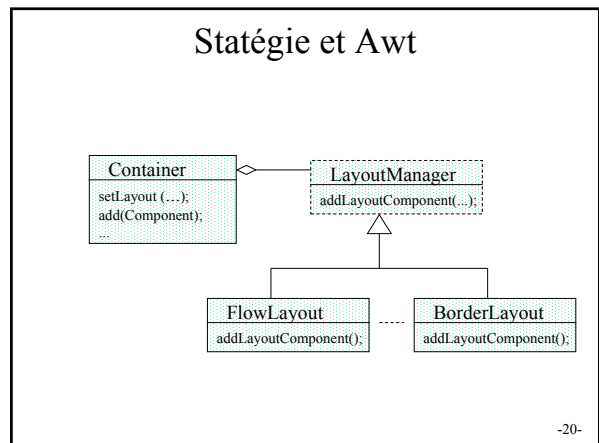 Statégie et Awt
Container
setLayout (…);
add(Component);
...
LayoutManager
addLayoutComponent(...);
FlowLayout
addLayoutComponent();
BorderLayout
addLayoutComponent();
-20-